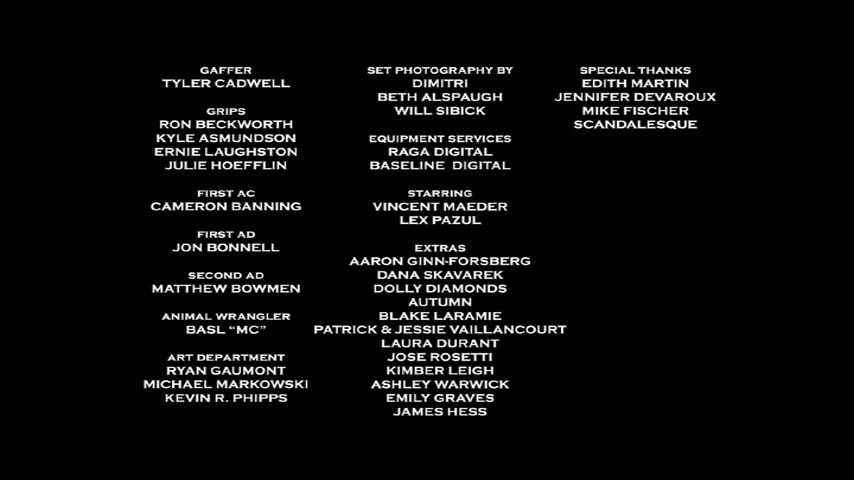 GAFFER
TYLER CADWELL
GRIPS
RON BECKWORTH
KYLE ASMUNDSON
ERNIE LAUGHSTON
JULIE HOEFFLIN
FIRST AC
CAMERON BANNING
FIRST AD
JON BONNELL
SECOND AD
MATTHEW BOWMEN
ANIMAL WRANGLER
BASL “MC”
ART DEPARTMENT
RYAN GAUMONT
MICHAEL MARKOWSKI
KEVIN R. PHIPPS
SET PHOTOGRAPHY BY
DIMITRI
BETH ALSPAUGH
WILL SIBICK
EQUIPMENT SERVICES
RAGA DIGITAL
BASELINE DIGITAL
STARRING
VINCENT MAEDER
LEX PAZUL
EXTRAS
AARON GINN-FORSBERG
DANA SKAVAREK
DOLLY DIAMONDS
AUTUMN
BLAKE LARAMIE
PATRICK & JESSIE VAILLANCOURT
LAURA DURANT
JOSE ROSETTI
KIMBER LEIGH
ASHLEY WARWICK
EMILY GRAVES
JAMES HESS
SPECIAL THANKS
EDITH MARTIN
JENNIFER DEVAROUX
MIKE FISCHER
SCANDALESQUE